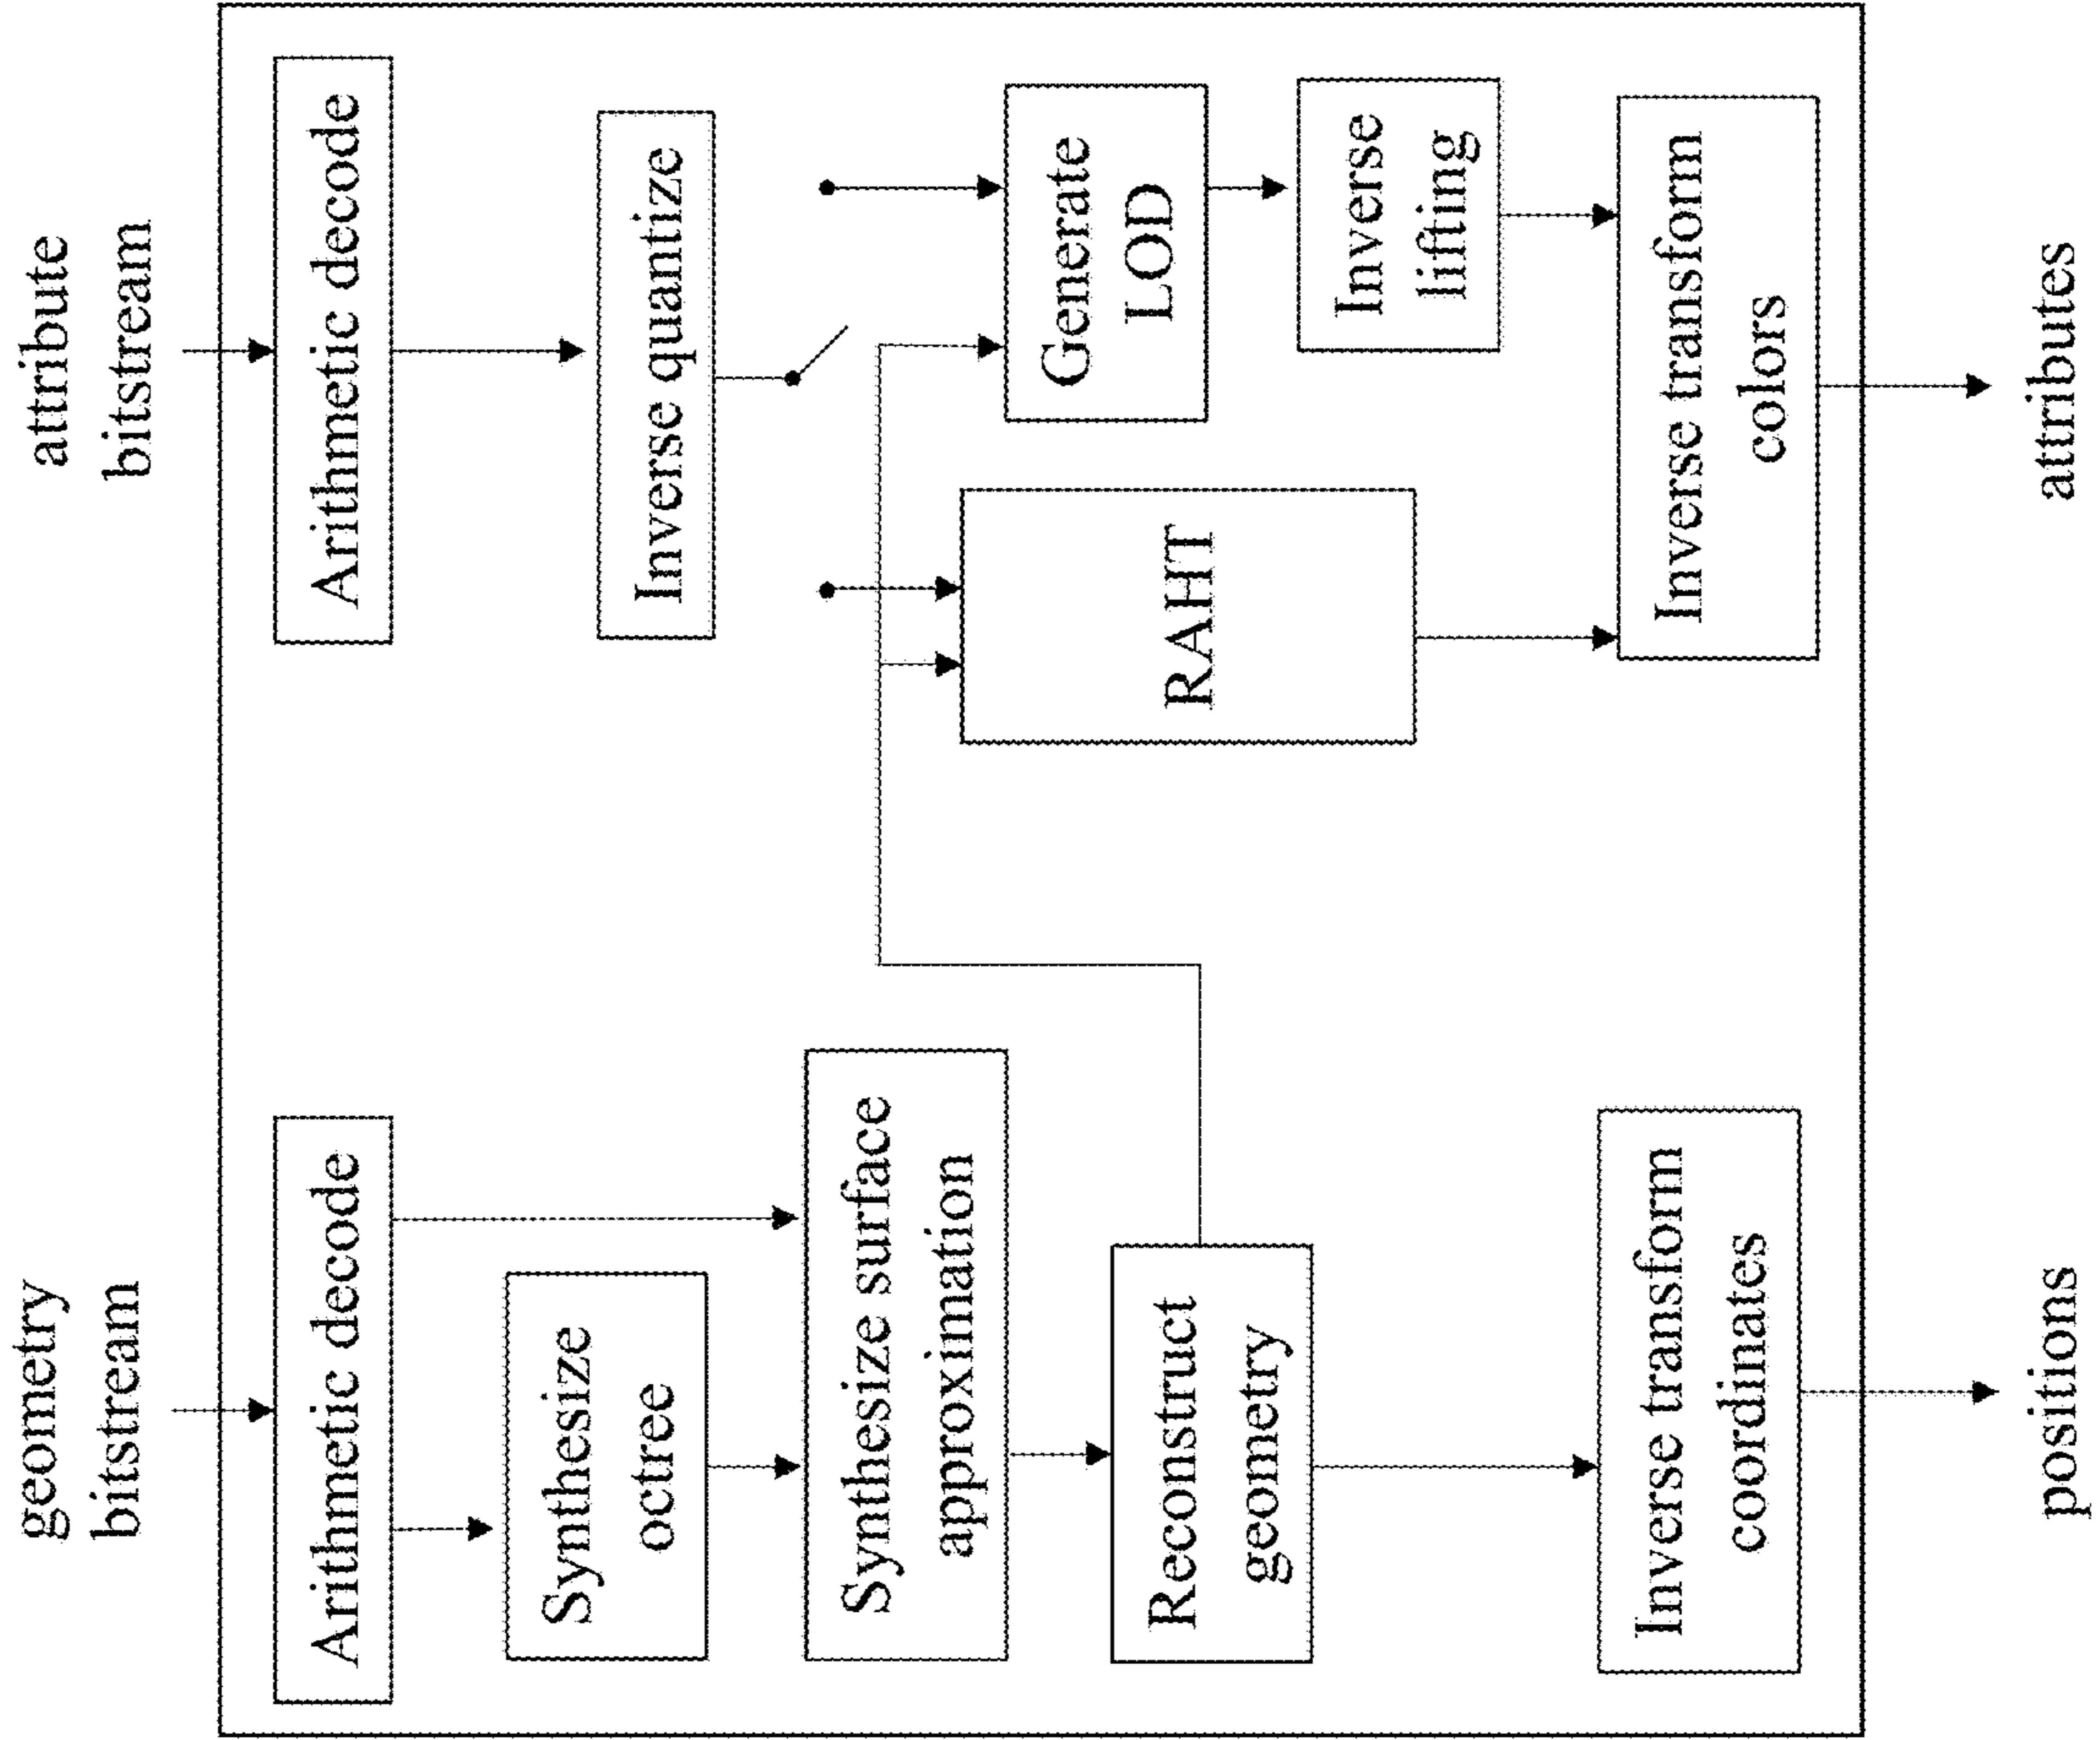 geometry
bitstream
Arithmetic decode
Synthesize
octree
Synthesize surface
approximation
Reconstruct
geometry
Inverse transform
coordinates
positions
attribute
bitstream
Arithmetic decode
Inverse quantize
RAHT
Generate
LOD
Inverse
lifting
Inverse transform
colors
attributes